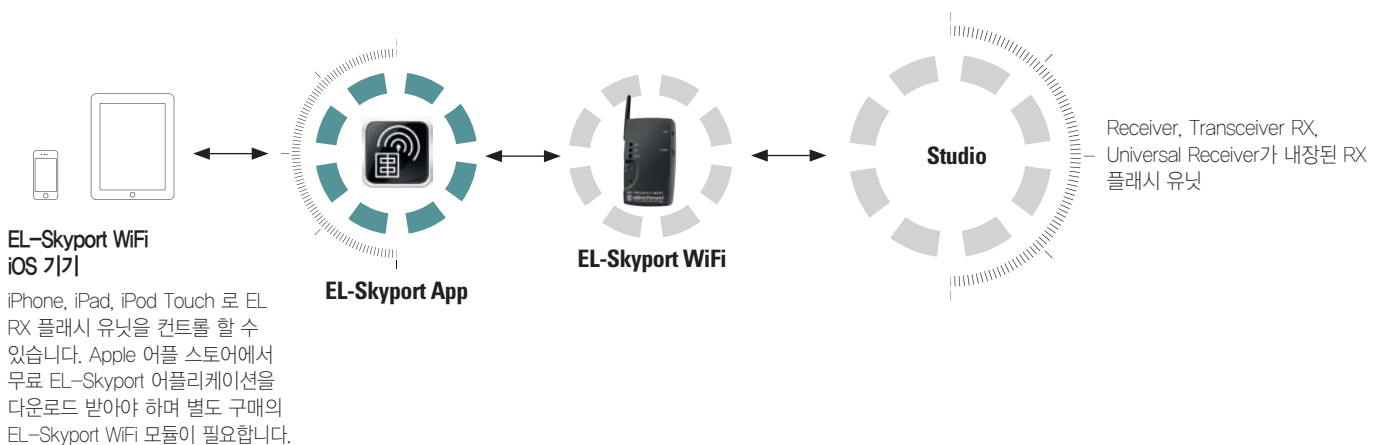 EL-Skyport WiFi
iOS 기기
iPhone, iPad, iPod Touch 로 EL
RX 플래시 유닛을 컨트롤 할 수
있습니다. Apple 어플 스토어에서
무료 EL-Skyport 어플리케이션을
다운로드 받아야 하며 별도 구매의
EL-Skyport WiFi 모듈이 필요합니다.
EL-Skyport App
EL-Skyport WiFi
Studio
Receiver, Transceiver RX,
Universal Receiver가 내장된 RX
플래시 유닛